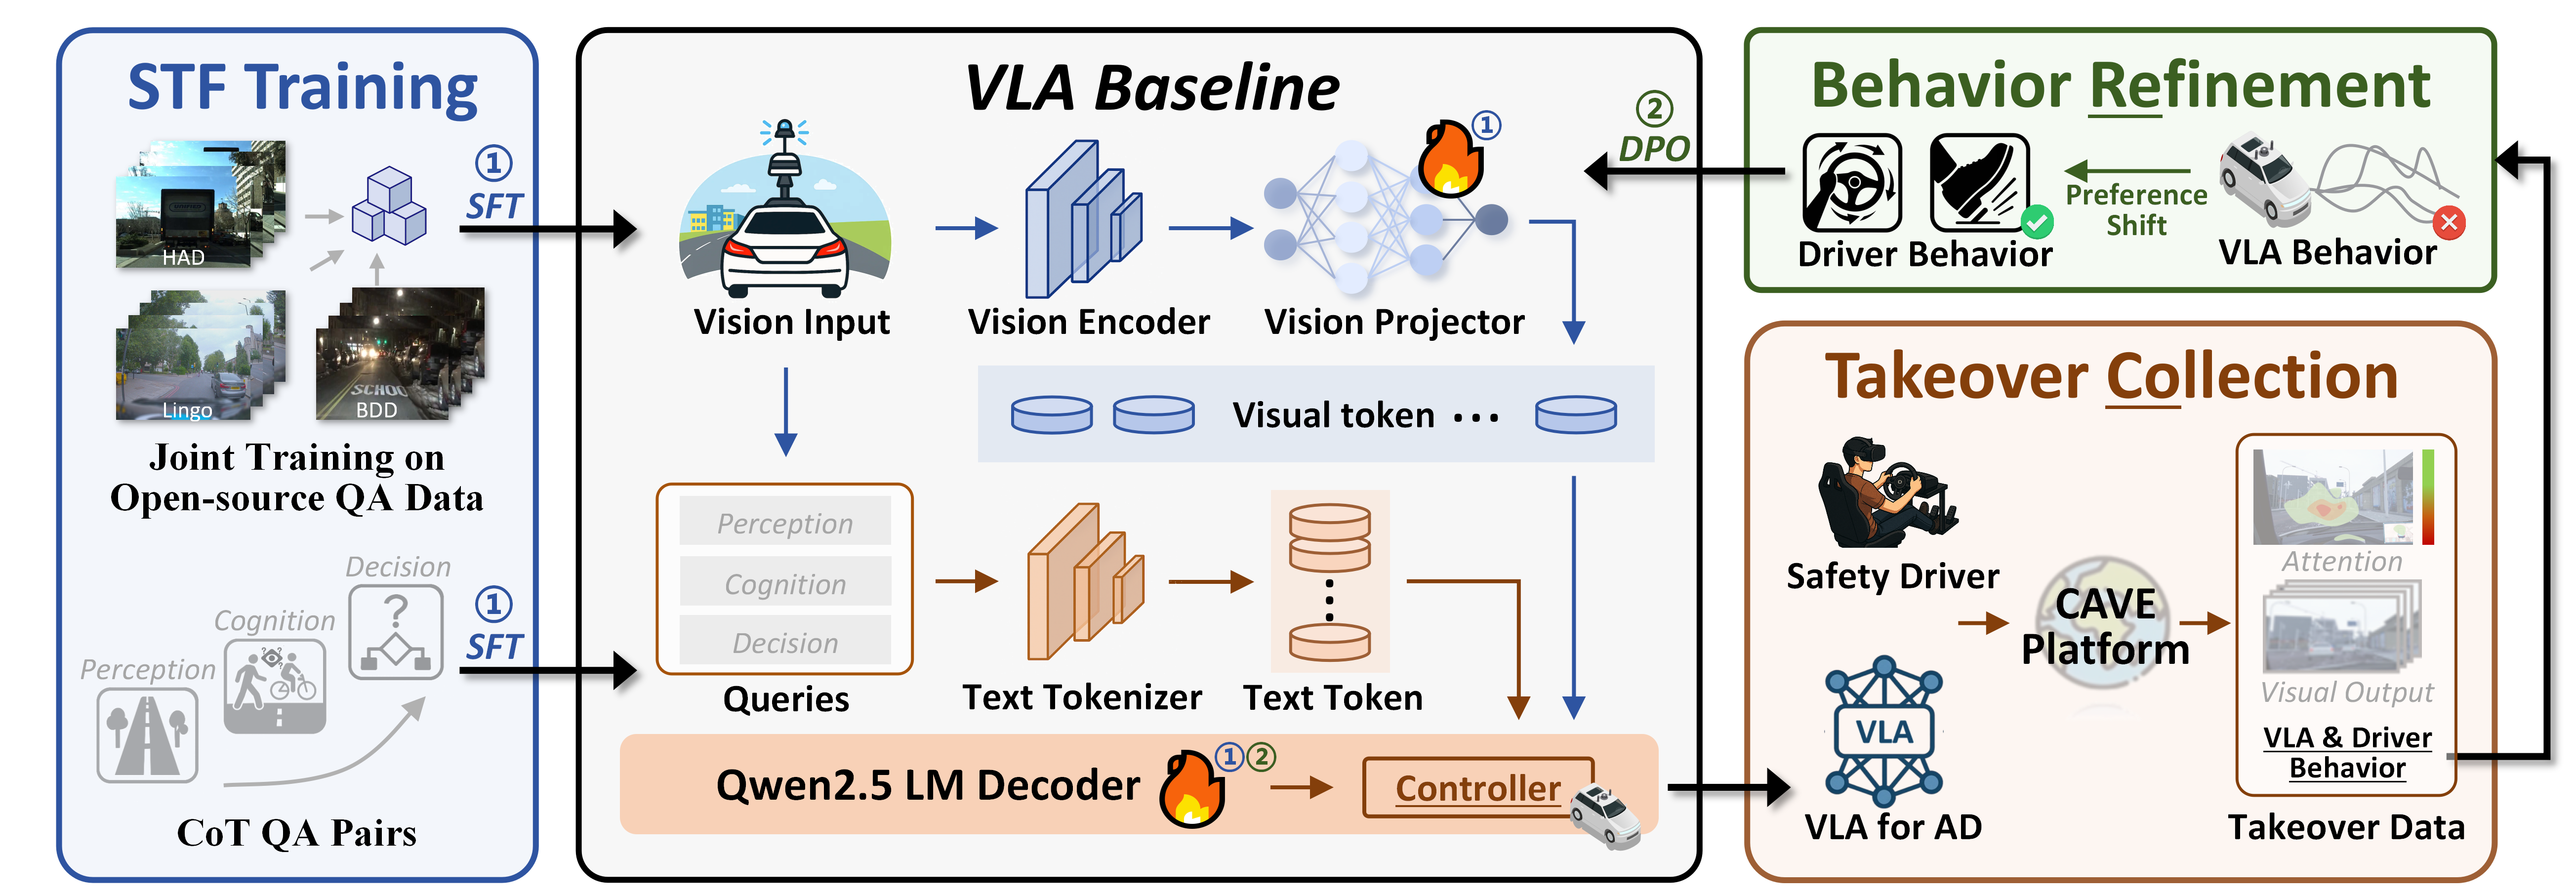 STF Training
HAD
Lingo
BDD
Joint Training on
Open-source QA Data
① SFT
Perception
Cognition
Decision
?
CoT QA Pairs
① SFT
VLA Baseline
Vision Input
Vision Encoder
①
Vision Projector
Visual token ...
Perception
Cognition
Decision
Queries
Text Tokenizer
Text Token
Qwen2.5 LM Decoder
①②
Controller
② DPO
Behavior Refinement
Driver Behavior
Preference
Shift
VLA Behavior
Takeover Collection
Safety Driver
VLA
VLA for AD
CAVE
Platform
Attention
Visual Output
VLA & Driver
Behavior
Takeover Data